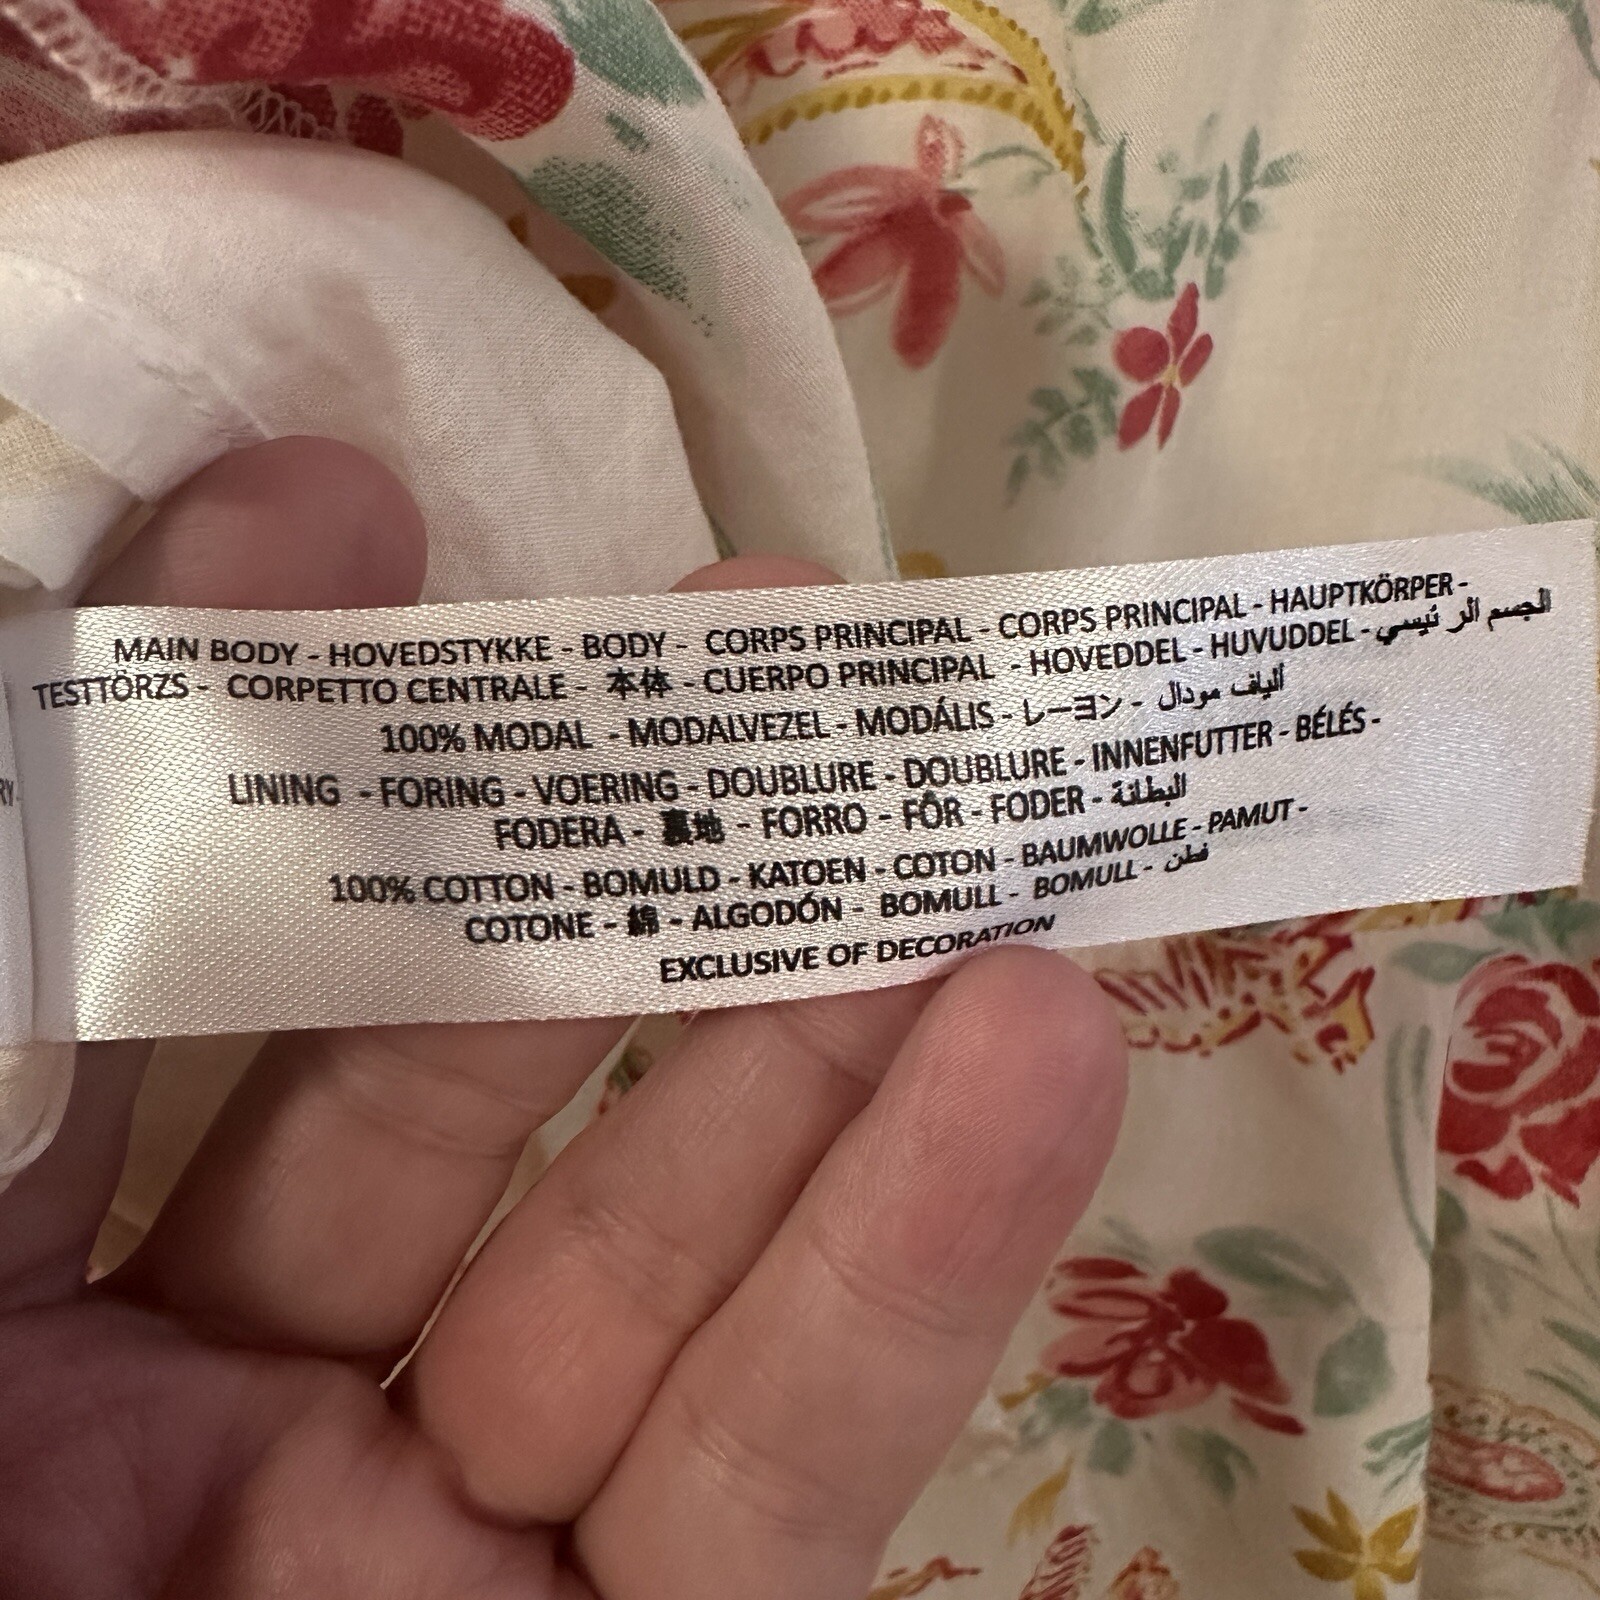 MAIN BODY - HOVEDSTYKKE - BODY - CORPS PRINCIPAL - CORPS PRINCIPAL - HAUPTKÖRPER -
TESTTÖRZS - CORPETTO CENTRALE - 本体 - CUERPO PRINCIPAL - HOVEDDEL - HUVUDDEL - الجسم الر ئيسي
100% MODAL - MODALVEZEL - MODÁLIS - レーヨン - ألياف مودال
LINING - FORING - VOERING - DOUBLURE - DOUBLURE - INNENFUTTER - BÉLÉS -
FODERA - 裏地 - FORRO - FÔR - FODER - البطانة
100% COTTON - BOMULD - KATOEN - COTON - BAUMWOLLE - PAMUT -
COTONE - 綿 - ALGODÓN - BOMULL - BOMULL - قطن
EXCLUSIVE OF DECORATION